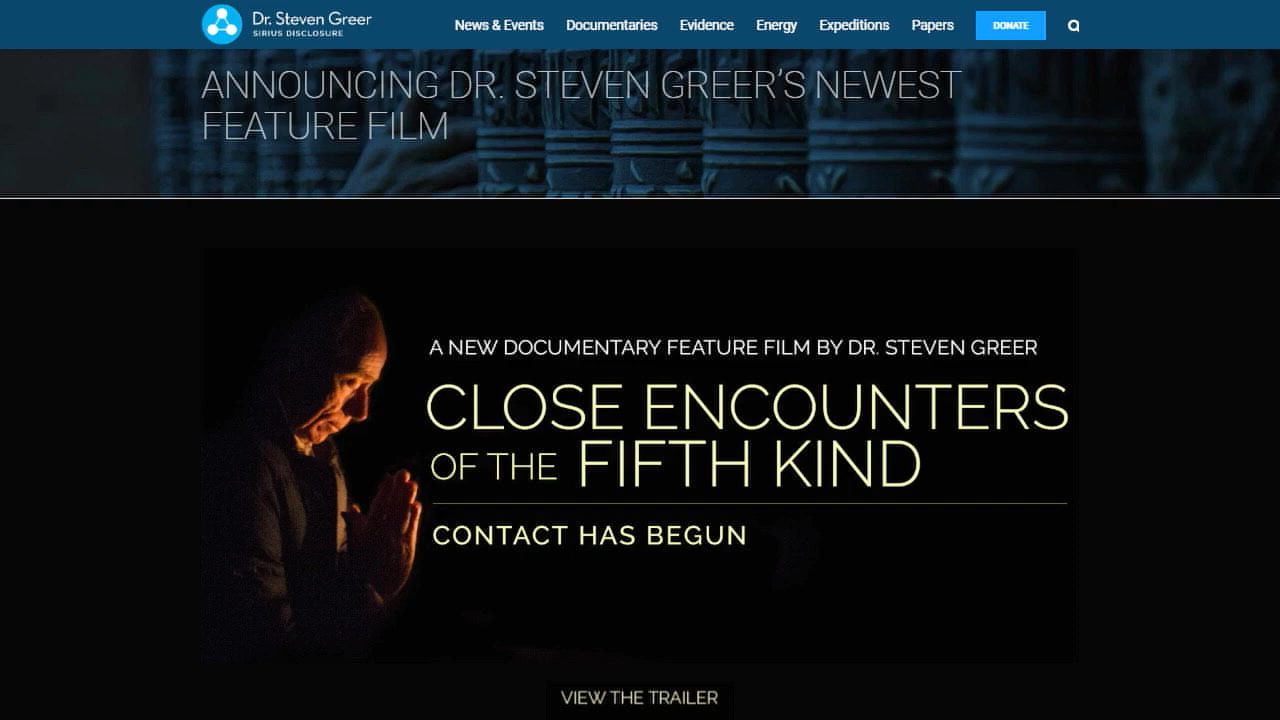 Dr. Steven Greer
SIRIUS DISCLOSURE
News & Events Documentaries Evidence Energy Expeditions Papers DONATE
ANNOUNCING DR. STEVEN GREER'S NEWEST
FEATURE FILM
A NEW DOCUMENTARY FEATURE FILM BY DR. STEVEN GREER
CLOSE ENCOUNTERS
OF THE FIFTH KIND
CONTACT HAS BEGUN
VIEW THE TRAILER